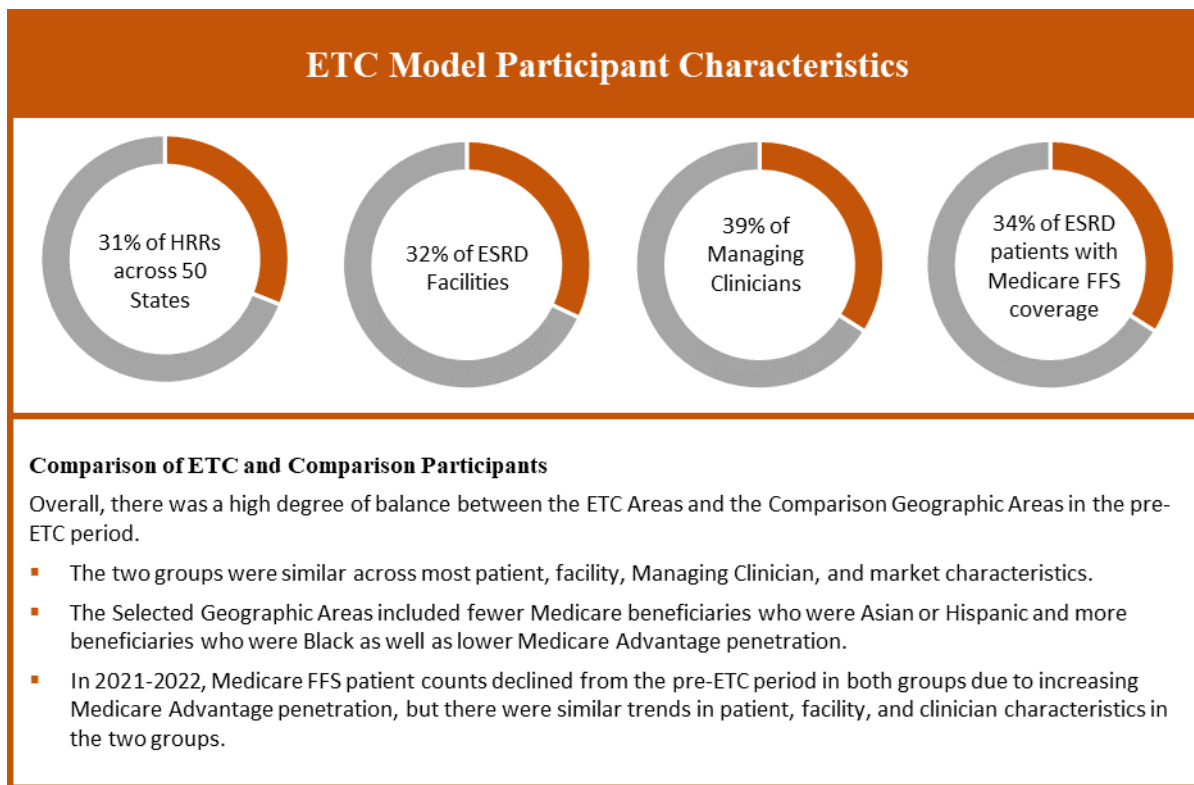 ETC Model Participant Characteristics
31% of HRRs
across 50
States
32% of ESRD
Facilities
39% of
Managing
Clinicians
34% of ESRD
patients with
Medicare FFS
coverage
Comparison of ETC and Comparison Participants
Overall, there was a high degree of balance between the ETC Areas and the Comparison Geographic Areas in the pre-
ETC period.
▪ The two groups were similar across most patient, facility, Managing Clinician, and market characteristics.
▪ The Selected Geographic Areas included fewer Medicare beneficiaries who were Asian or Hispanic and more
beneficiaries who were Black as well as lower Medicare Advantage penetration.
▪ In 2021-2022, Medicare FFS patient counts declined from the pre-ETC period in both groups due to increasing
Medicare Advantage penetration, but there were similar trends in patient, facility, and clinician characteristics in
the two groups.